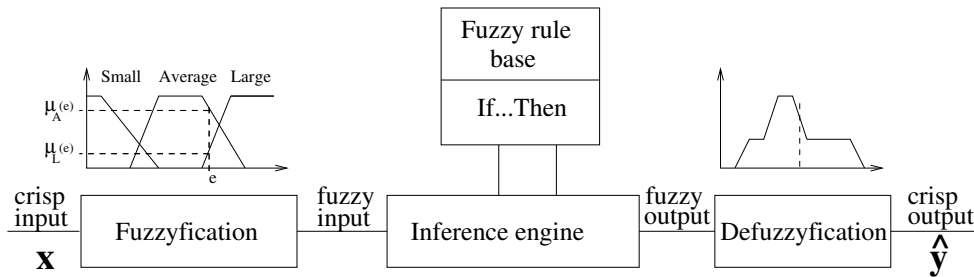 Fuzzy rule
base
If...Then
Small Average Large
μA(e)
μL(e)
e
crisp
input
x
Fuzzyfication
fuzzy
input
Inference engine
fuzzy
output
Defuzzyfication
crisp
output
ŷ